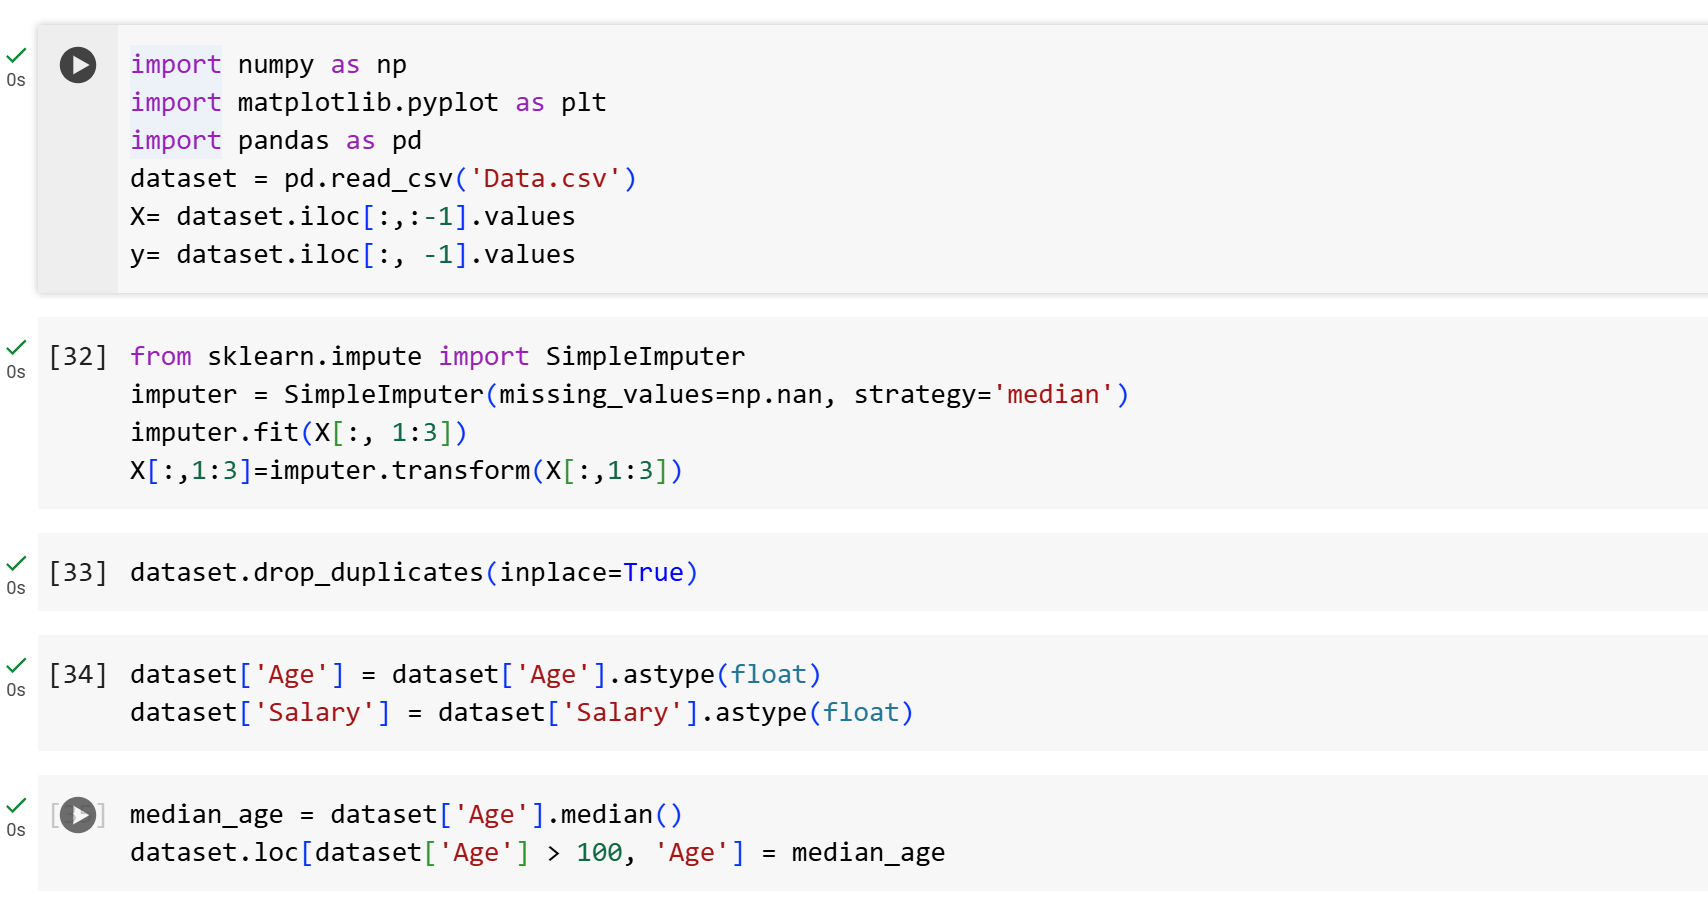 import numpy as np
0s
import matplotlib.pyplot as plt
import pandas as pd
dataset = pd.read_csv('Data.csv')
X= dataset.iloc[:,:-1].values
y= dataset.iloc[:, -1].values
[32] from sklearn.impute import SimpleImputer
0s
imputer = SimpleImputer(missing_values=np.nan, strategy='median')
imputer.fit(X[:, 1:3])
X[:,1:3]=imputer.transform(X[:,1:3])
[33] dataset.drop_duplicates(inplace=True)
0s
[34] dataset['Age'] = dataset['Age'].astype(float)
0s
dataset['Salary'] = dataset['Salary'].astype(float)
median_age = dataset['Age'].median()
0s
dataset.loc[dataset['Age'] > 100, 'Age'] = median_age